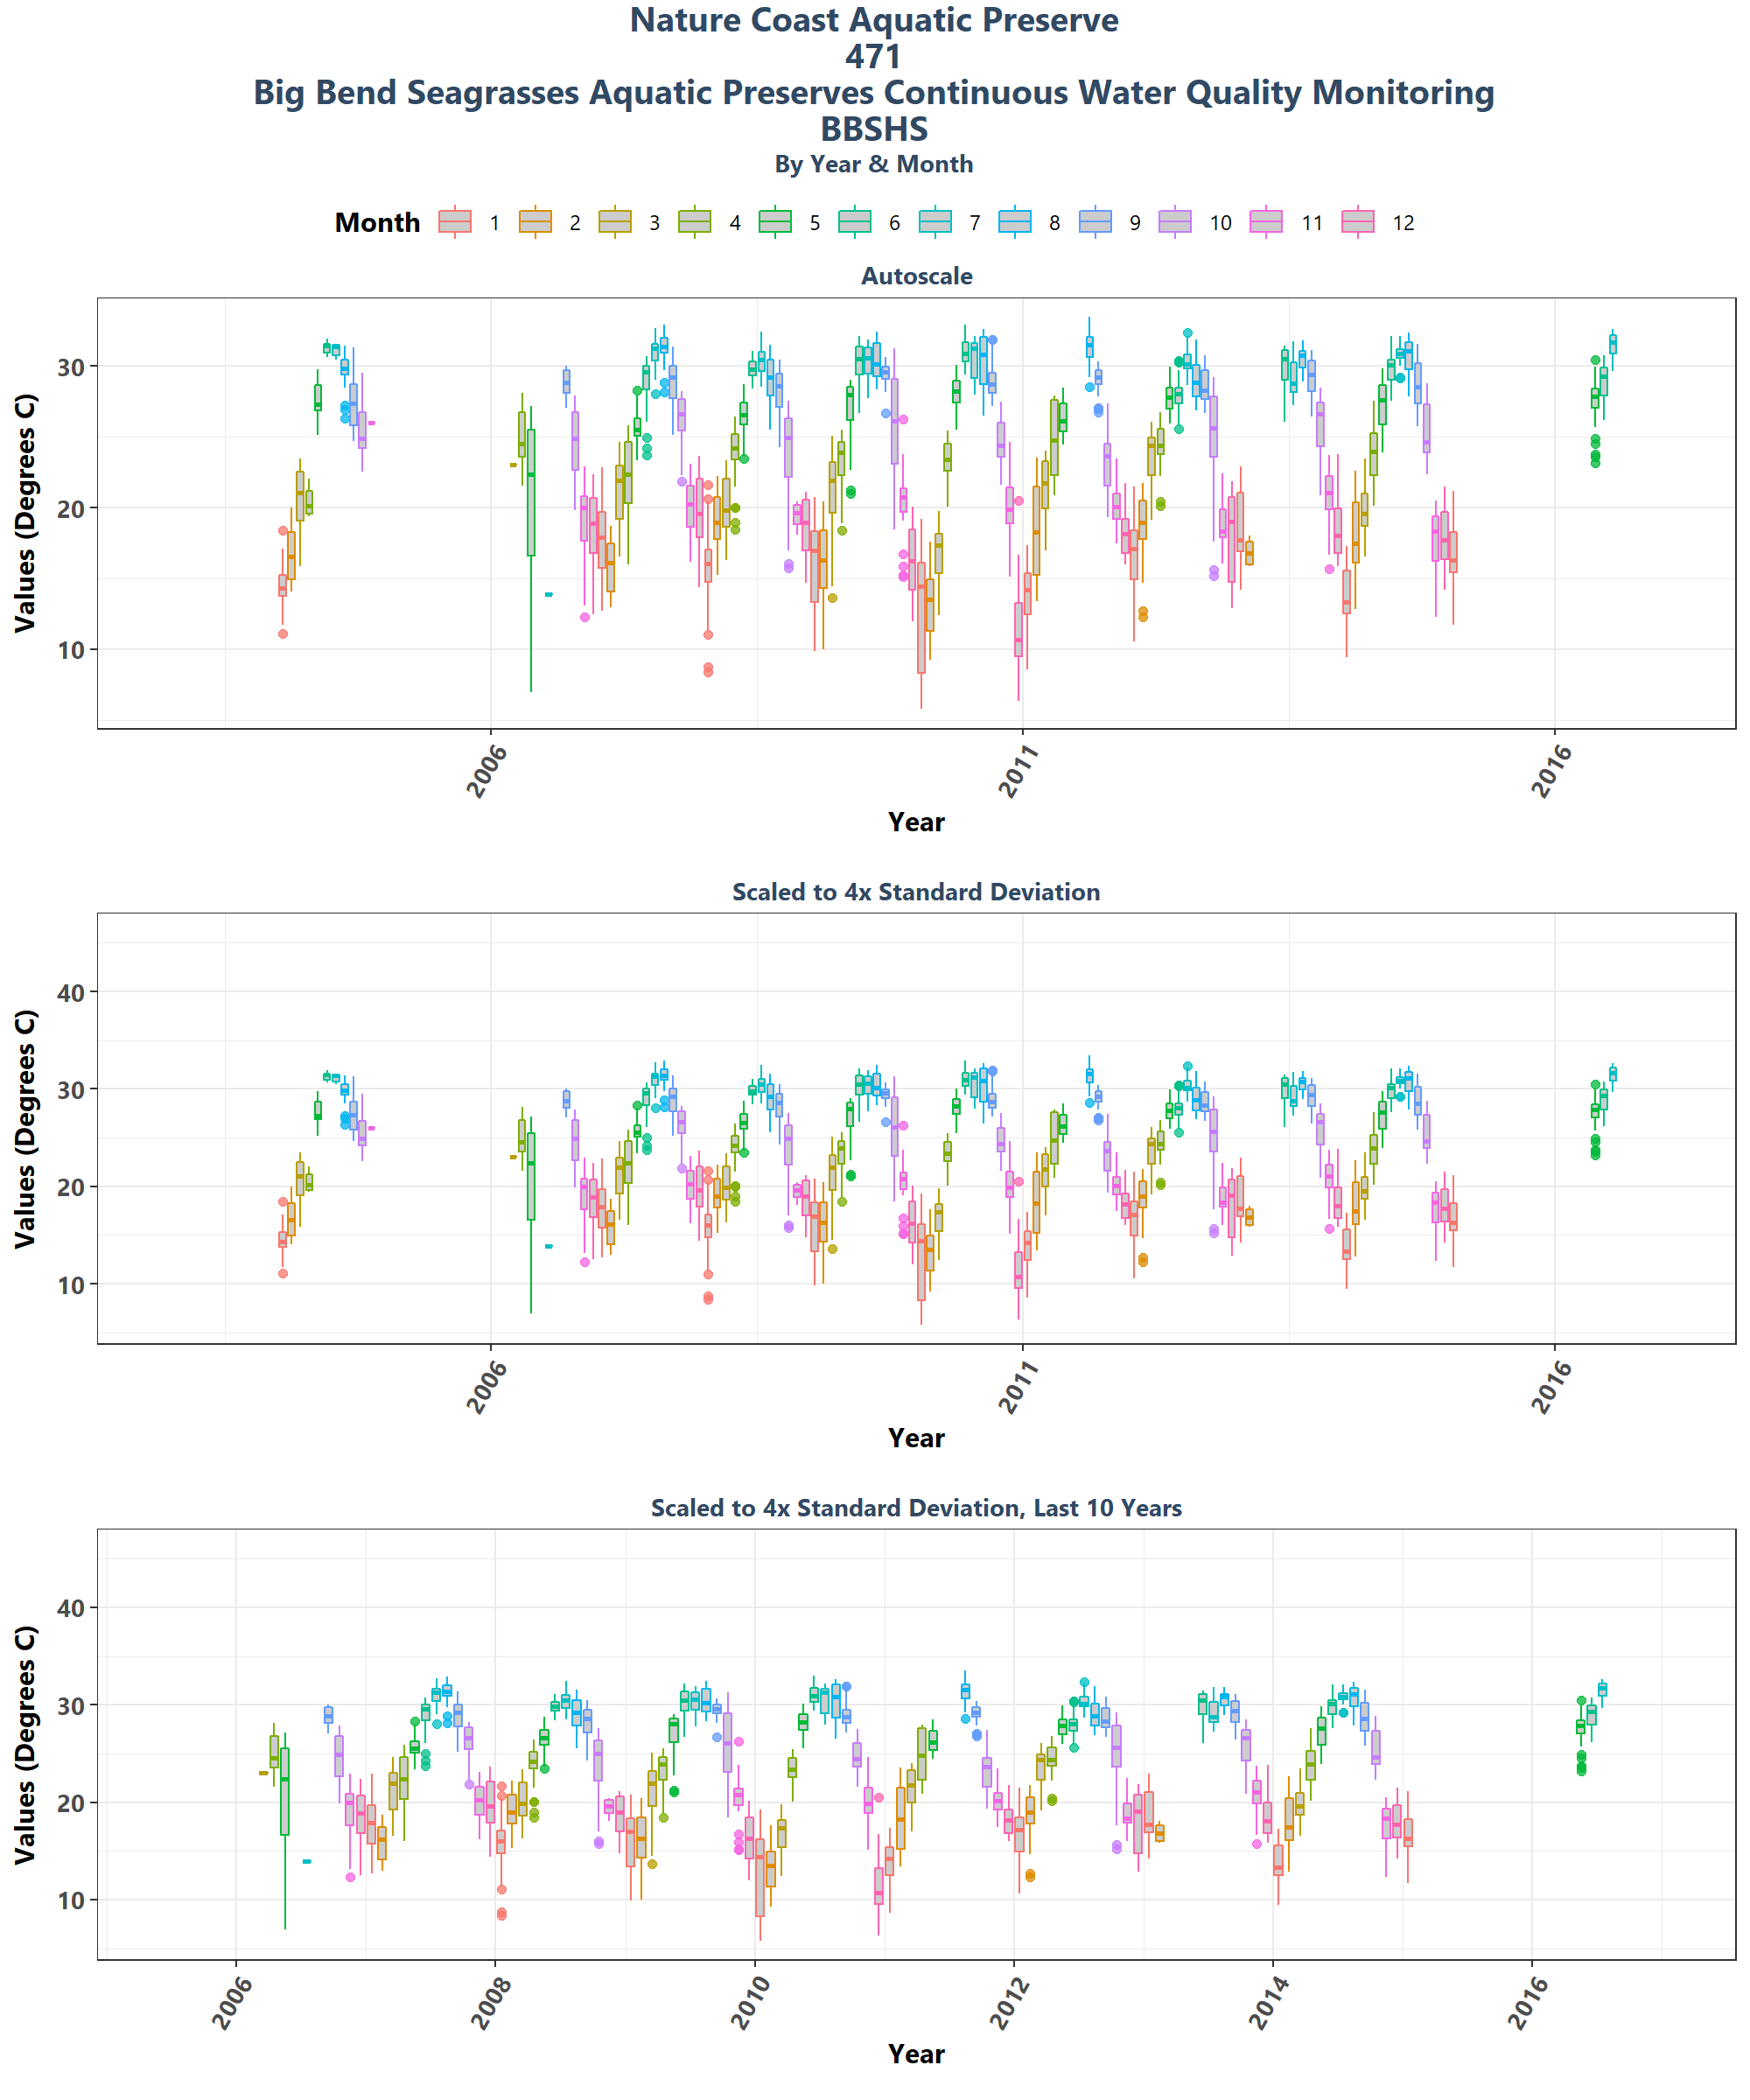 Nature Coast Aquatic Preserve
471
Big Bend Seagrasses Aquatic Preserves Continuous Water Quality Monitoring
BBSHS
By Year & Month
Month 1 2 3 4 5 6 7 8 9 10 11 12
Autoscale
Values (Degrees C)
30
20
10
2006 2011 2016
Year
Scaled to 4x Standard Deviation
Values (Degrees C)
40
30
20
10
2006 2011 2016
Year
Scaled to 4x Standard Deviation, Last 10 Years
Values (Degrees C)
40
30
20
10
2006 2008 2010 2012 2014 2016
Year